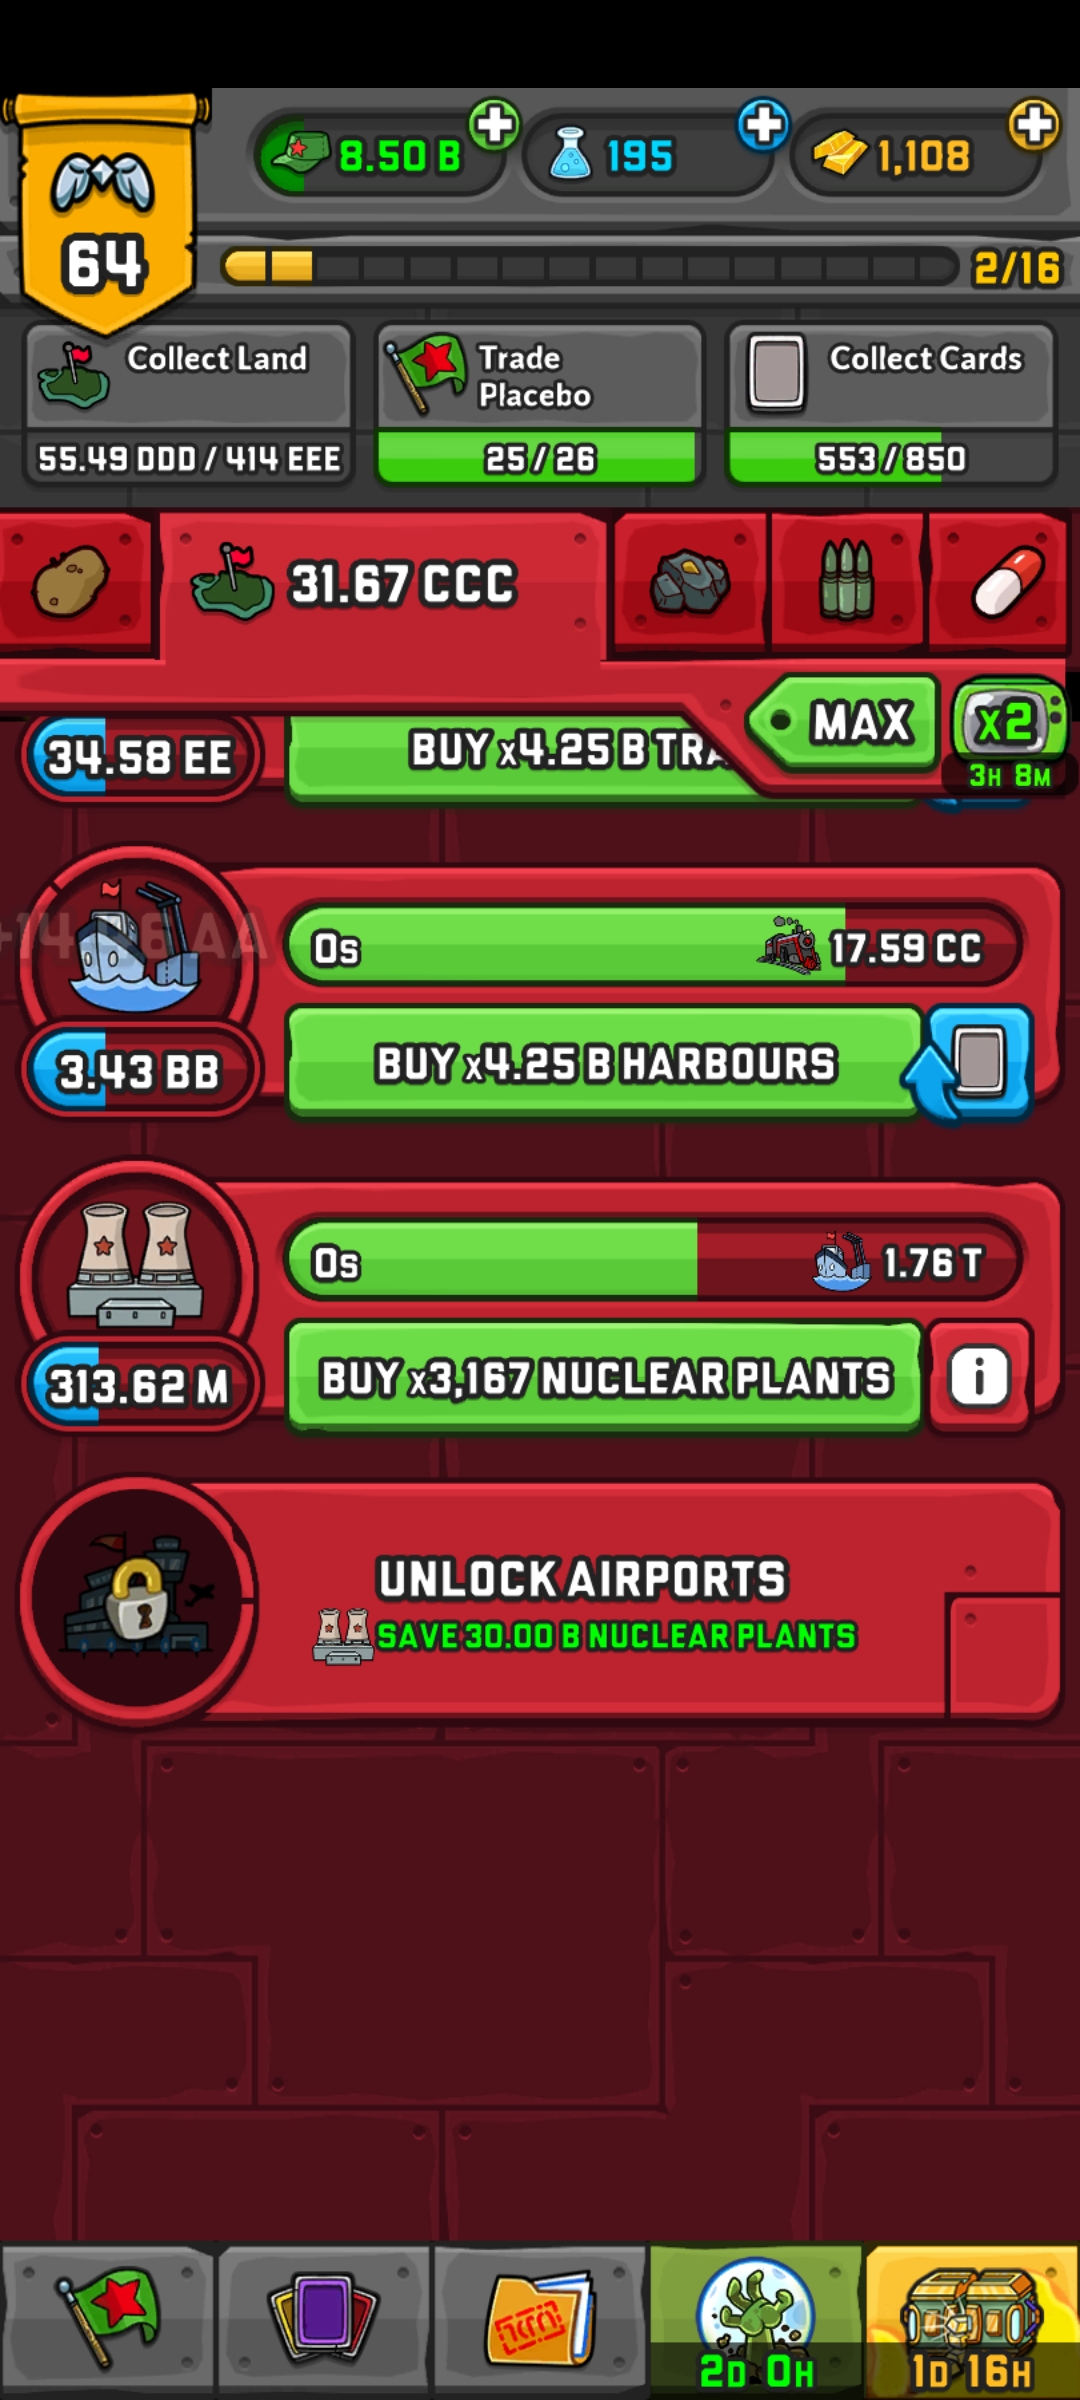 8.50 B
195
1,108
64
2/16
Collect Land
55.49 DDD / 414 EEE
Trade
Placebo
25 / 26
Collect Cards
553 / 850
31.67 CCC
MAX
x2
3H 8M
34.58 EE
BUY x4.25 B
0s
17.59 CC
3.43 BB
BUY x4.25 B HARBOURS
0s
1.76 T
313.62 M
BUY x3,167 NUCLEAR PLANTS
i
UNLOCK AIRPORTS
SAVE 30.00 B NUCLEAR PLANTS
2D 0H
1D 16H